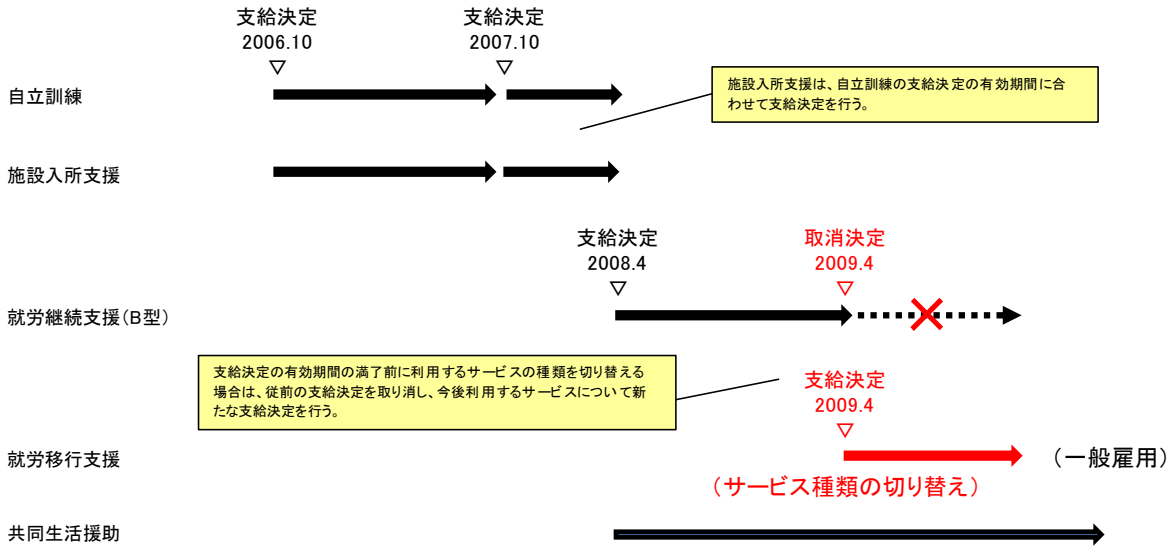 支給決定
2006.10
▽
支給決定
2007.10
▽
自立訓練
施設入所支援は、自立訓練の支給決定の有効期間に合
わせて支給決定を行う。
施設入所支援
支給決定
2008.4
▽
取消決定
2009.4
▽
就労継続支援(B型)
支給決定の有効期間の満了前に利用するサービスの種類を切り替える
場合は、従前の支給決定を取り消し、今後利用するサービスについて新
たな支給決定を行う。
支給決定
2009.4
▽
就労移行支援
(一般雇用)
(サービス種類の切り替え)
共同生活援助